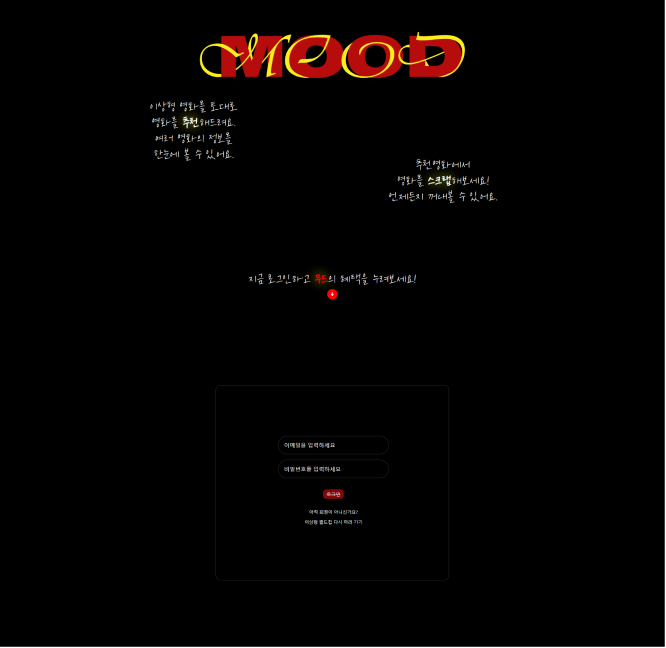 MOOD
이상형 영화를 토대로
영화를 추천해드려요.
여러 영화의 정보를
한눈에 볼 수 있어요.
추천영화에서
영화를 스크랩해보세요!
언제든지 꺼내볼 수 있어요.
지금 로그인하고 무드의 혜택을 누려보세요!
이메일을 입력하세요
비밀번호를 입력하세요
로그인
아직 회원이 아니신가요?
이상형 월드컵 다시 하러 가기